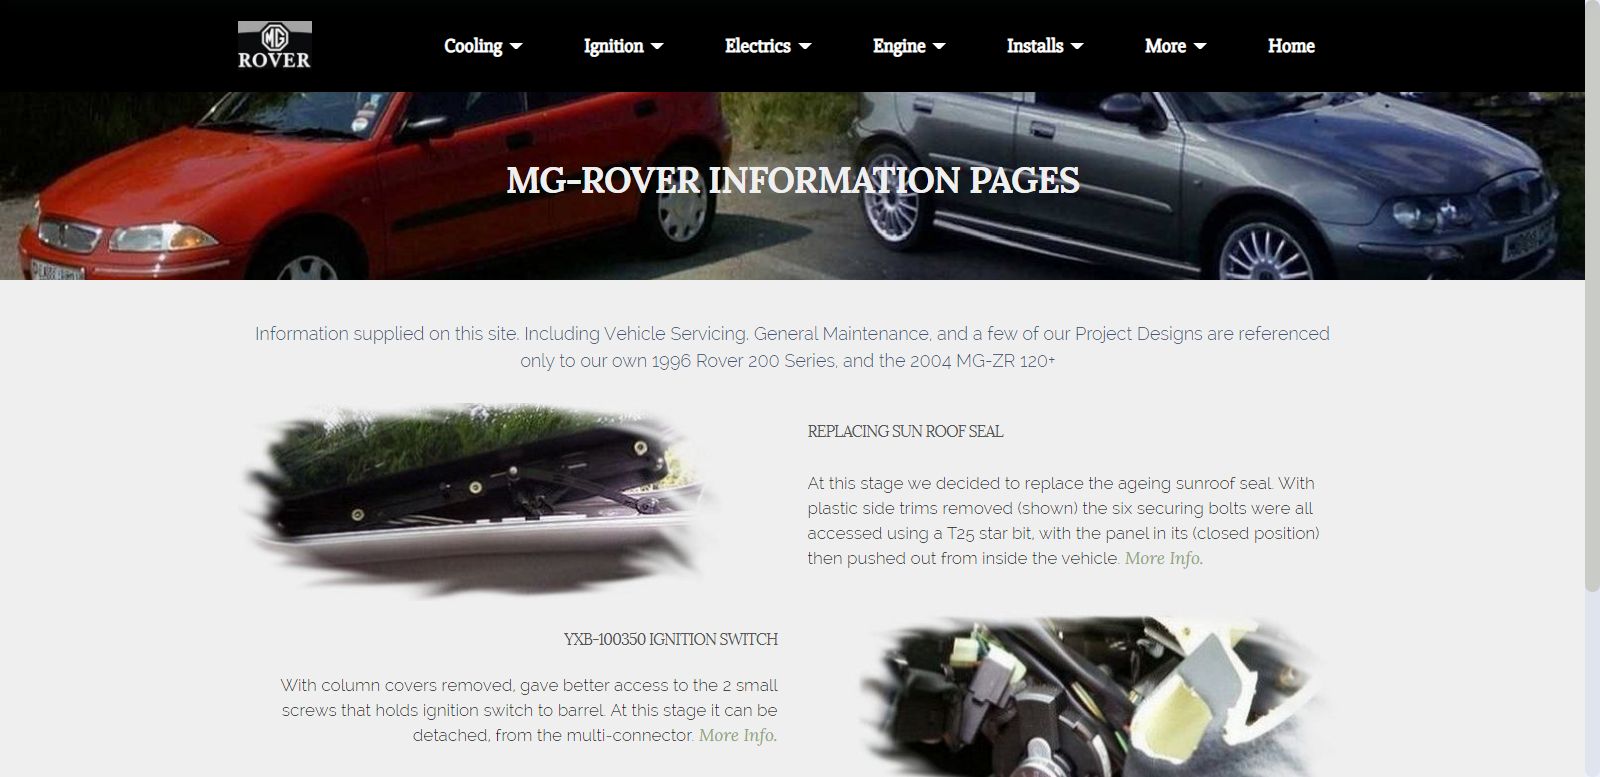 MG
ROVER
Cooling
Ignition
Electrics
Engine
Installs
More
Home
MG-ROVER INFORMATION PAGES
Information supplied on this site. Including Vehicle Servicing. General Maintenance, and a few of our Project Designs are referenced
only to our own 1996 Rover 200 Series, and the 2004 MG-ZR 120+
REPLACING SUN ROOF SEAL
At this stage we decided to replace the ageing sunroof seal. With
plastic side trims removed (shown) the six securing bolts were all
accessed using a T25 star bit, with the panel in its (closed position)
then pushed out from inside the vehicle. More Info.
YXB-100350 IGNITION SWITCH
With column covers removed, gave better access to the 2 small
screws that holds ignition switch to barrel. At this stage it can be
detached, from the multi-connector. More Info.